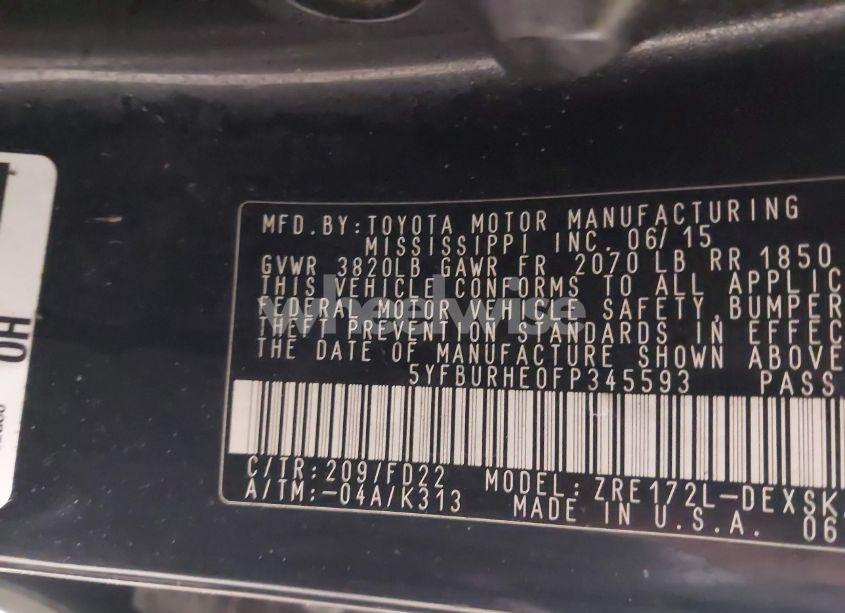 MFD.BY:TOYOTA MOTOR MANUFACTURING
MISSISSIPPI INC. 06/15
GVWR 3820LB GAWR FR 2070 LB RR 1850
THIS VEHICLE CONFORMS TO ALL APPLIC
FEDERAL MOTOR VEHICLE SAFETY,BUMPER
THEFT PREVENTION STANDARDS IN EFFEC
THE DATE OF MANUFACTURE SHOWN ABOVE
5YFBURHE0FP345593 PASS
C/TR:209/FD22 MODEL:ZRE172L-DEXSK
A/TM:-04A/K313 MADE IN U.S.A. 06
OH
wheelwise